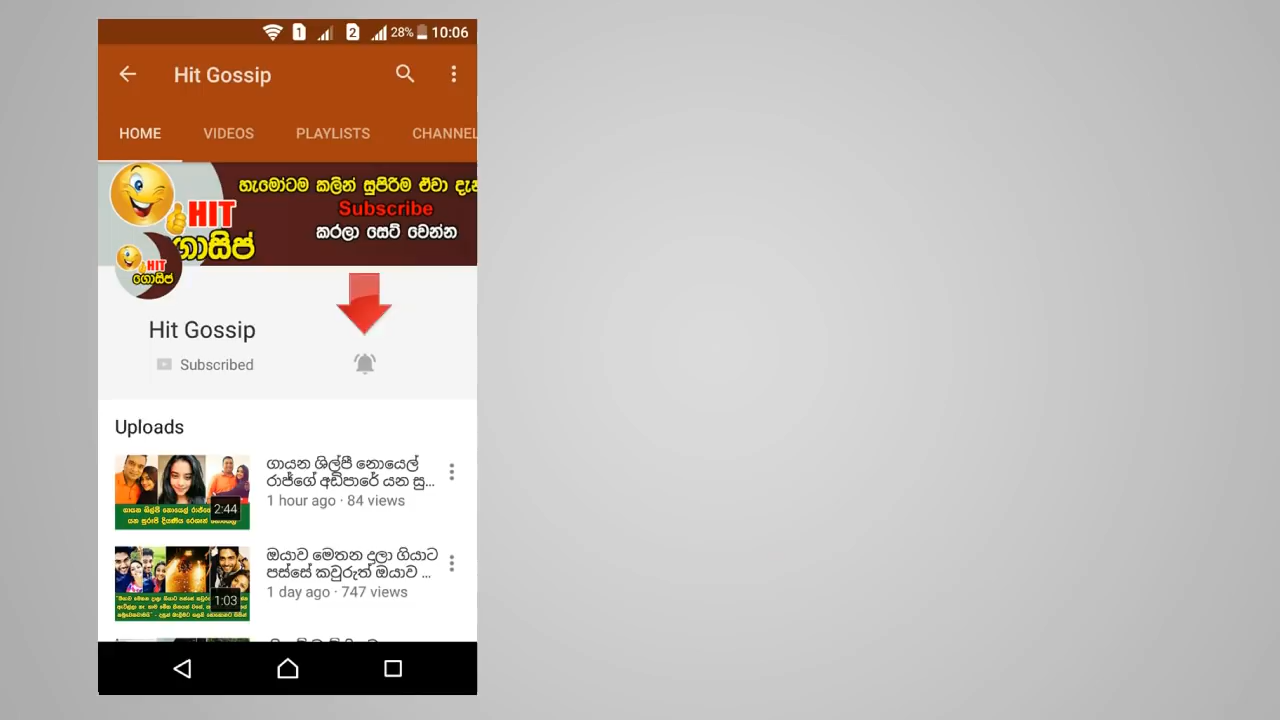 1 2 28% 10:06
Hit Gossip
HOME VIDEOS PLAYLISTS CHANNEL
හැමෝටම කලින් සුපිරිම ඒවා
Subscribe
කරලා සෙට් වෙන්න
HIT
ගොසිප්
HIT
ගොසිප්
Hit Gossip
Subscribed
Uploads
ගායන ශිල්පී නොයෙල්
රාජ්ගේ අඩිපාරේ යන සු...
1 hour ago · 84 views
2:44
ඔයාව මෙතන දාලා ගියාට
පස්සේ කවුරුත් ඔයාව ...
1 day ago · 747 views
1:03